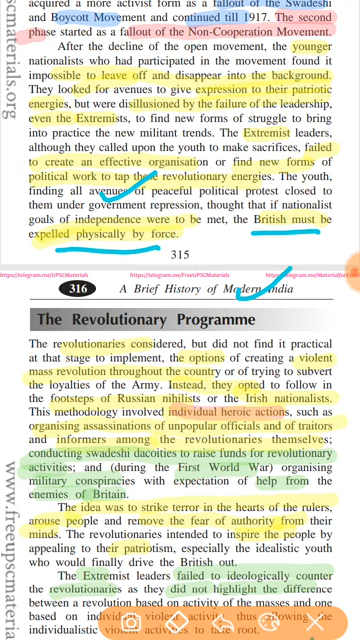 acquired a more activist form as a fallout of the Swadeshi
and Boycott Movement and continued till 1917. The second
phase started as a fallout of the Non-Cooperation Movement.
After the decline of the open movement, the younger
nationalists who had participated in the movement found it
impossible to leave off and disappear into the background.
They looked for avenues to give expression to their patriotic
energies, but were disillusioned by the failure of the leadership,
even the Extremists, to find new forms of struggle to bring
into practice the new militant trends. The Extremist leaders,
although they called upon the youth to make sacrifices, failed
to create an effective organisation or find new forms of
political work to tap these revolutionary energies. The youth,
finding all avenues of peaceful political protest closed to
them under government repression, thought that if nationalist
goals of independence were to be met, the British must be
expelled physically by force.
315
https://telegram.me/UPSCMaterials https://telegram.me/FreeUPSCMaterials https://telegram.me/Materialforexam
316 A Brief History of Modern India
The Revolutionary Programme
The revolutionaries considered, but did not find it practical
at that stage to implement, the options of creating a violent
mass revolution throughout the country or of trying to subvert
the loyalties of the Army. Instead, they opted to follow in
the footsteps of Russian nihilists or the Irish nationalists.
This methodology involved individual heroic actions, such as
organising assassinations of unpopular officials and of traitors
and informers among the revolutionaries themselves;
conducting swadeshi dacoities to raise funds for revolutionary
activities; and (during the First World War) organising
military conspiracies with expectation of help from the
enemies of Britain.
The idea was to strike terror in the hearts of the rulers,
arouse people and remove the fear of authority from their
minds. The revolutionaries intended to inspire the people by
appealing to their patriotism, especially the idealistic youth
who would finally drive the British out.
The Extremist leaders failed to ideologically counter
the revolutionaries as they did not highlight the difference
between a revolution based on activity of the masses and one
based on individual violent activity, thus allowing the
individualistic violent activities to take root.
materials.org
www.freeupscmateria